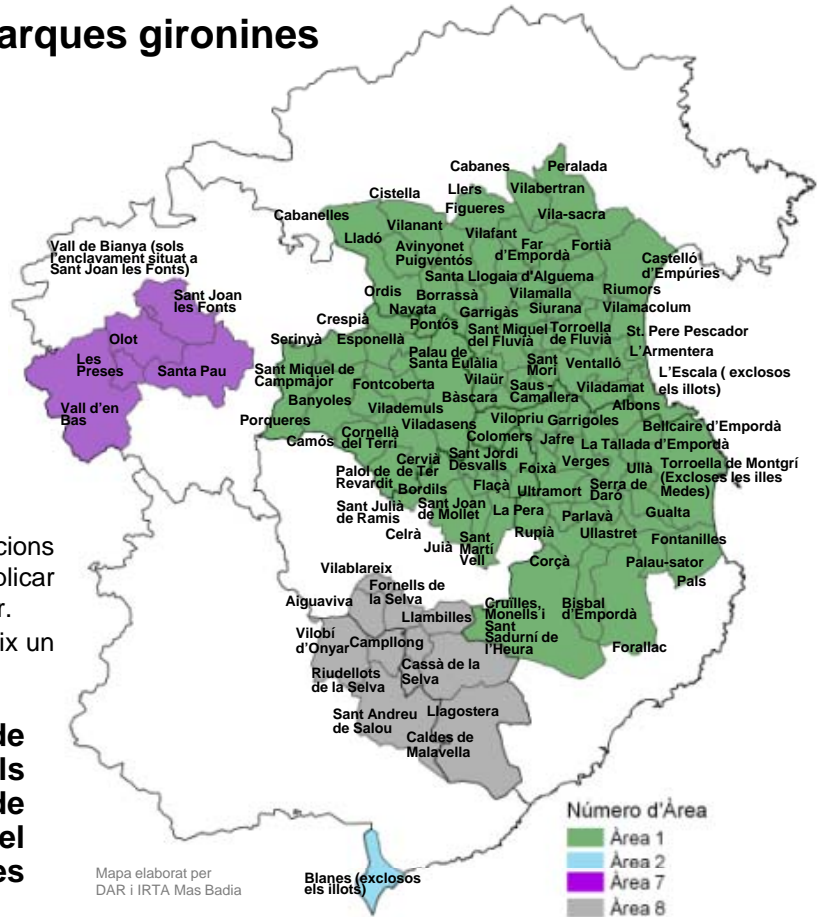 arques gironines
Cabanes
Peralada
Cistella
Llers
Vilabertran
Cabanelles
Figueres
Vila-sacra
Vilanant
Vilafant
Lladó
Avinyonet
Puigventós
Far
d'Empordà
Fortià
Castelló
d'Empúries
Vall de Bianya (sols
l'enclavament situat a
Sant Joan les Fonts)
Santa Llogaia d'Alguema
Riumors
Sant Joan
les Fonts
Ordis
Borrassà
Vilamalla
Navata
Garrigàs
Siurana
Vilamacolum
Crespià
Pontós
Sant Miquel
del Fluvià
Torroella
de Fluvià
St. Pere Pescador
Olot
Serinyà
Esponellà
L'Armentera
Les
Preses
Santa Pau
Sant Miquel de
Campmajor
Palau de
Santa Eulàlia
Sant
Mori
Ventalló
L'Escala ( exclosos
els illots)
Fontcoberta
Vilaür
Saus -
Camallera
Viladamat
Banyoles
Bàscara
Albons
Vall d'en
Bas
Vilademuls
Porqueres
Viladasens
Vilopriu
Garrigoles
Bellcaire d'Empordà
Camós
Cornellà
del Terri
Colomers
Jafre
La Tallada d'Empordà
Cervià
de Ter
Sant Jordi
Desvalls
Foixà
Verges
Ullà
Torroella de Montgrí
(Excloses les illes
Medes)
Palol de
Revardit
Bordils
Flaçà
Ultramort
Serra de
Daró
Sant Julià
de Ramis
Sant Joan
de Mollet
La Pera
Parlavà
Gualta
Celrà
Juià
Sant
Martí
Vell
Rupià
Ullastret
Fontanilles
Corçà
Palau-sator
Pals
cions
plicar
r.
ix un
Vilablareix
Fornells de
la Selva
Aiguaviva
Llambilles
Cruïlles,
Monells i
Sant
Sadurní de
l'Heura
Bisbal
d'Empordà
Forallac
Vilobí
d'Onyar
Campllong
Cassà de la
Selva
Riudellots
de la Selva
Sant Andreu
de Salou
Llagostera
Caldes de
Malavella
de
ls
de
el
es
Mapa elaborat per
DAR i IRTA Mas Badia
Blanes (exclosos
els illots)
Número d'Àrea
Àrea 1
Àrea 2
Àrea 7
Àrea 8